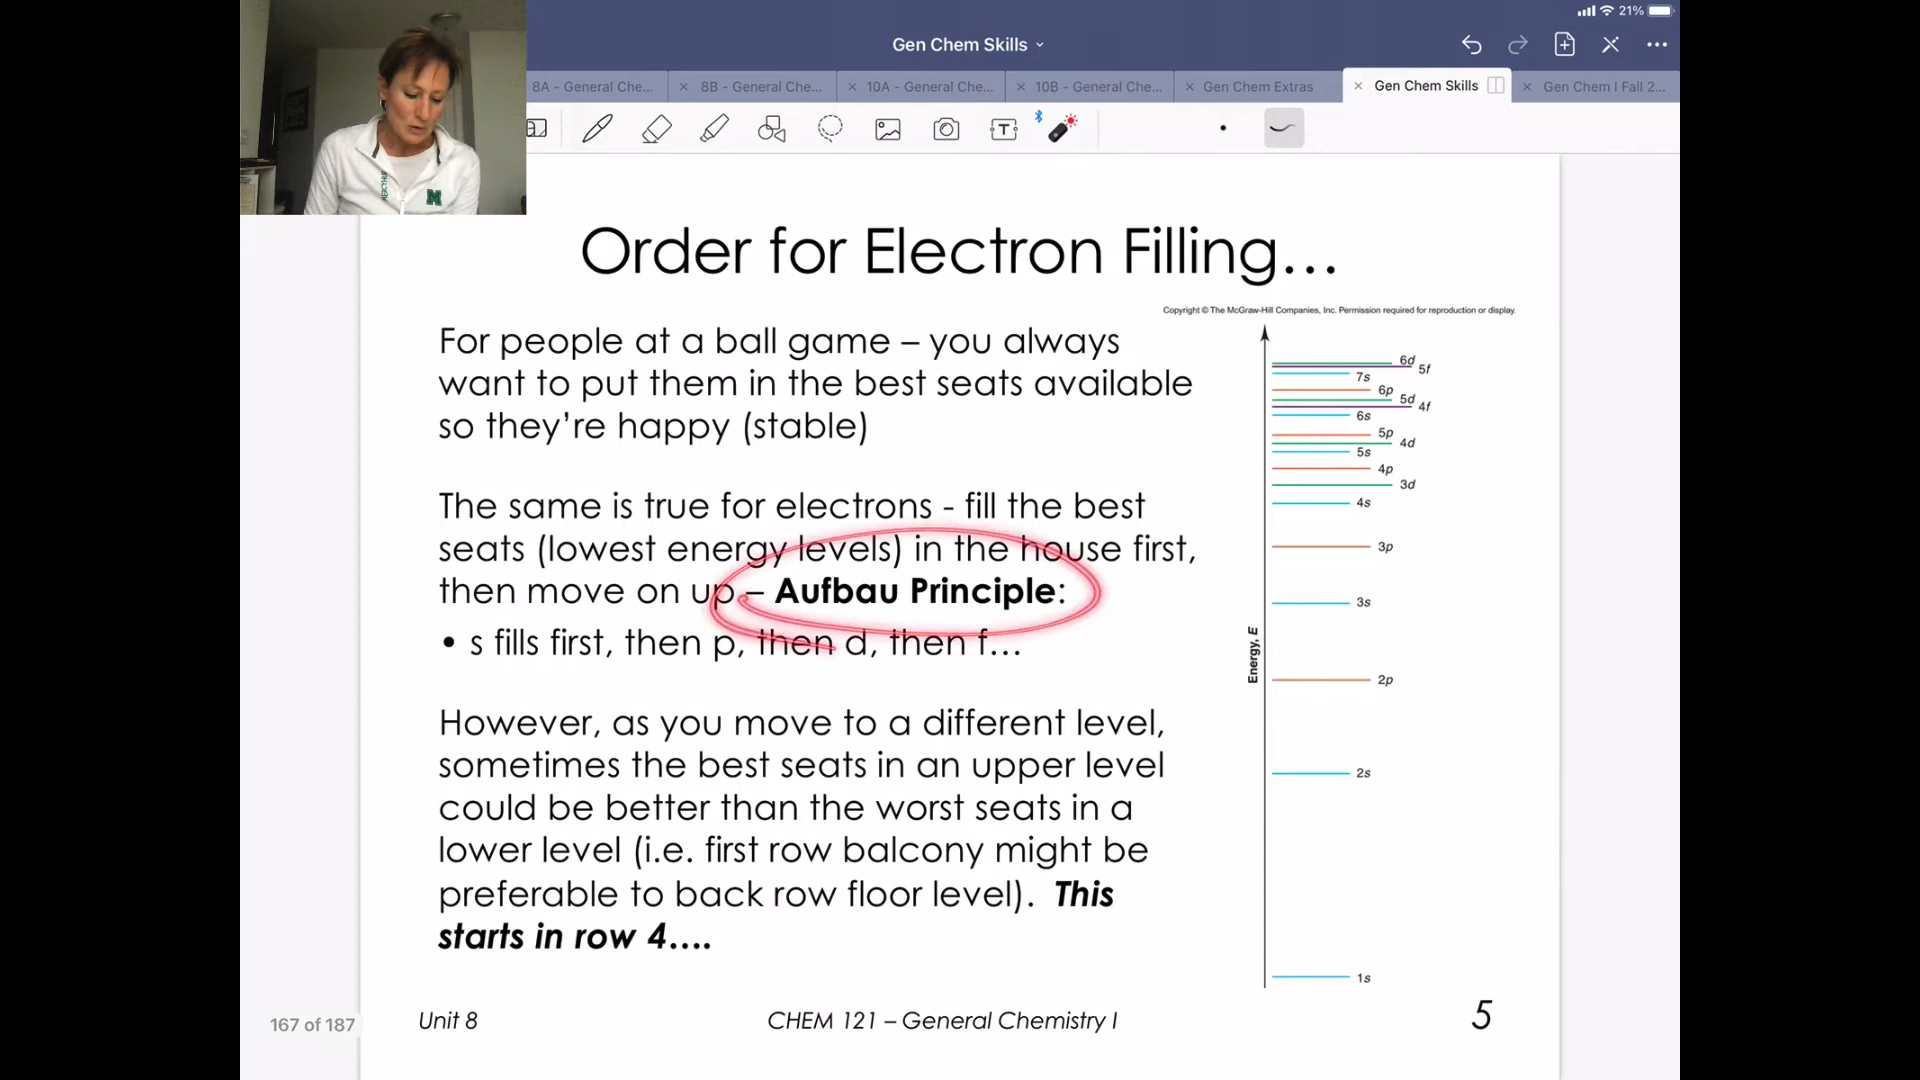 21%
Gen Chem Skills
8A - General Che...
8B - General Che...
10A - General Che...
10B - General Che...
Gen Chem Extras
Gen Chem Skills
Gen Chem I Fall 2...
T
M
Order for Electron Filling...
Copyright © The McGraw-Hill Companies, Inc. Permission required for reproduction or display.
For people at a ball game – you always
want to put them in the best seats available
so they're happy (stable)
The same is true for electrons - fill the best
seats (lowest energy levels) in the house first,
then move on up – Aufbau Principle:
• s fills first, then p, then d, then f...
However, as you move to a different level,
sometimes the best seats in an upper level
could be better than the worst seats in a
lower level (i.e. first row balcony might be
preferable to back row floor level). This
starts in row 4....
6d
5f
7s
6p
5d
4f
6s
5p
4d
5s
4p
3d
4s
3p
3s
Energy, E
2p
2s
1s
167 of 187
Unit 8
CHEM 121 – General Chemistry I
5